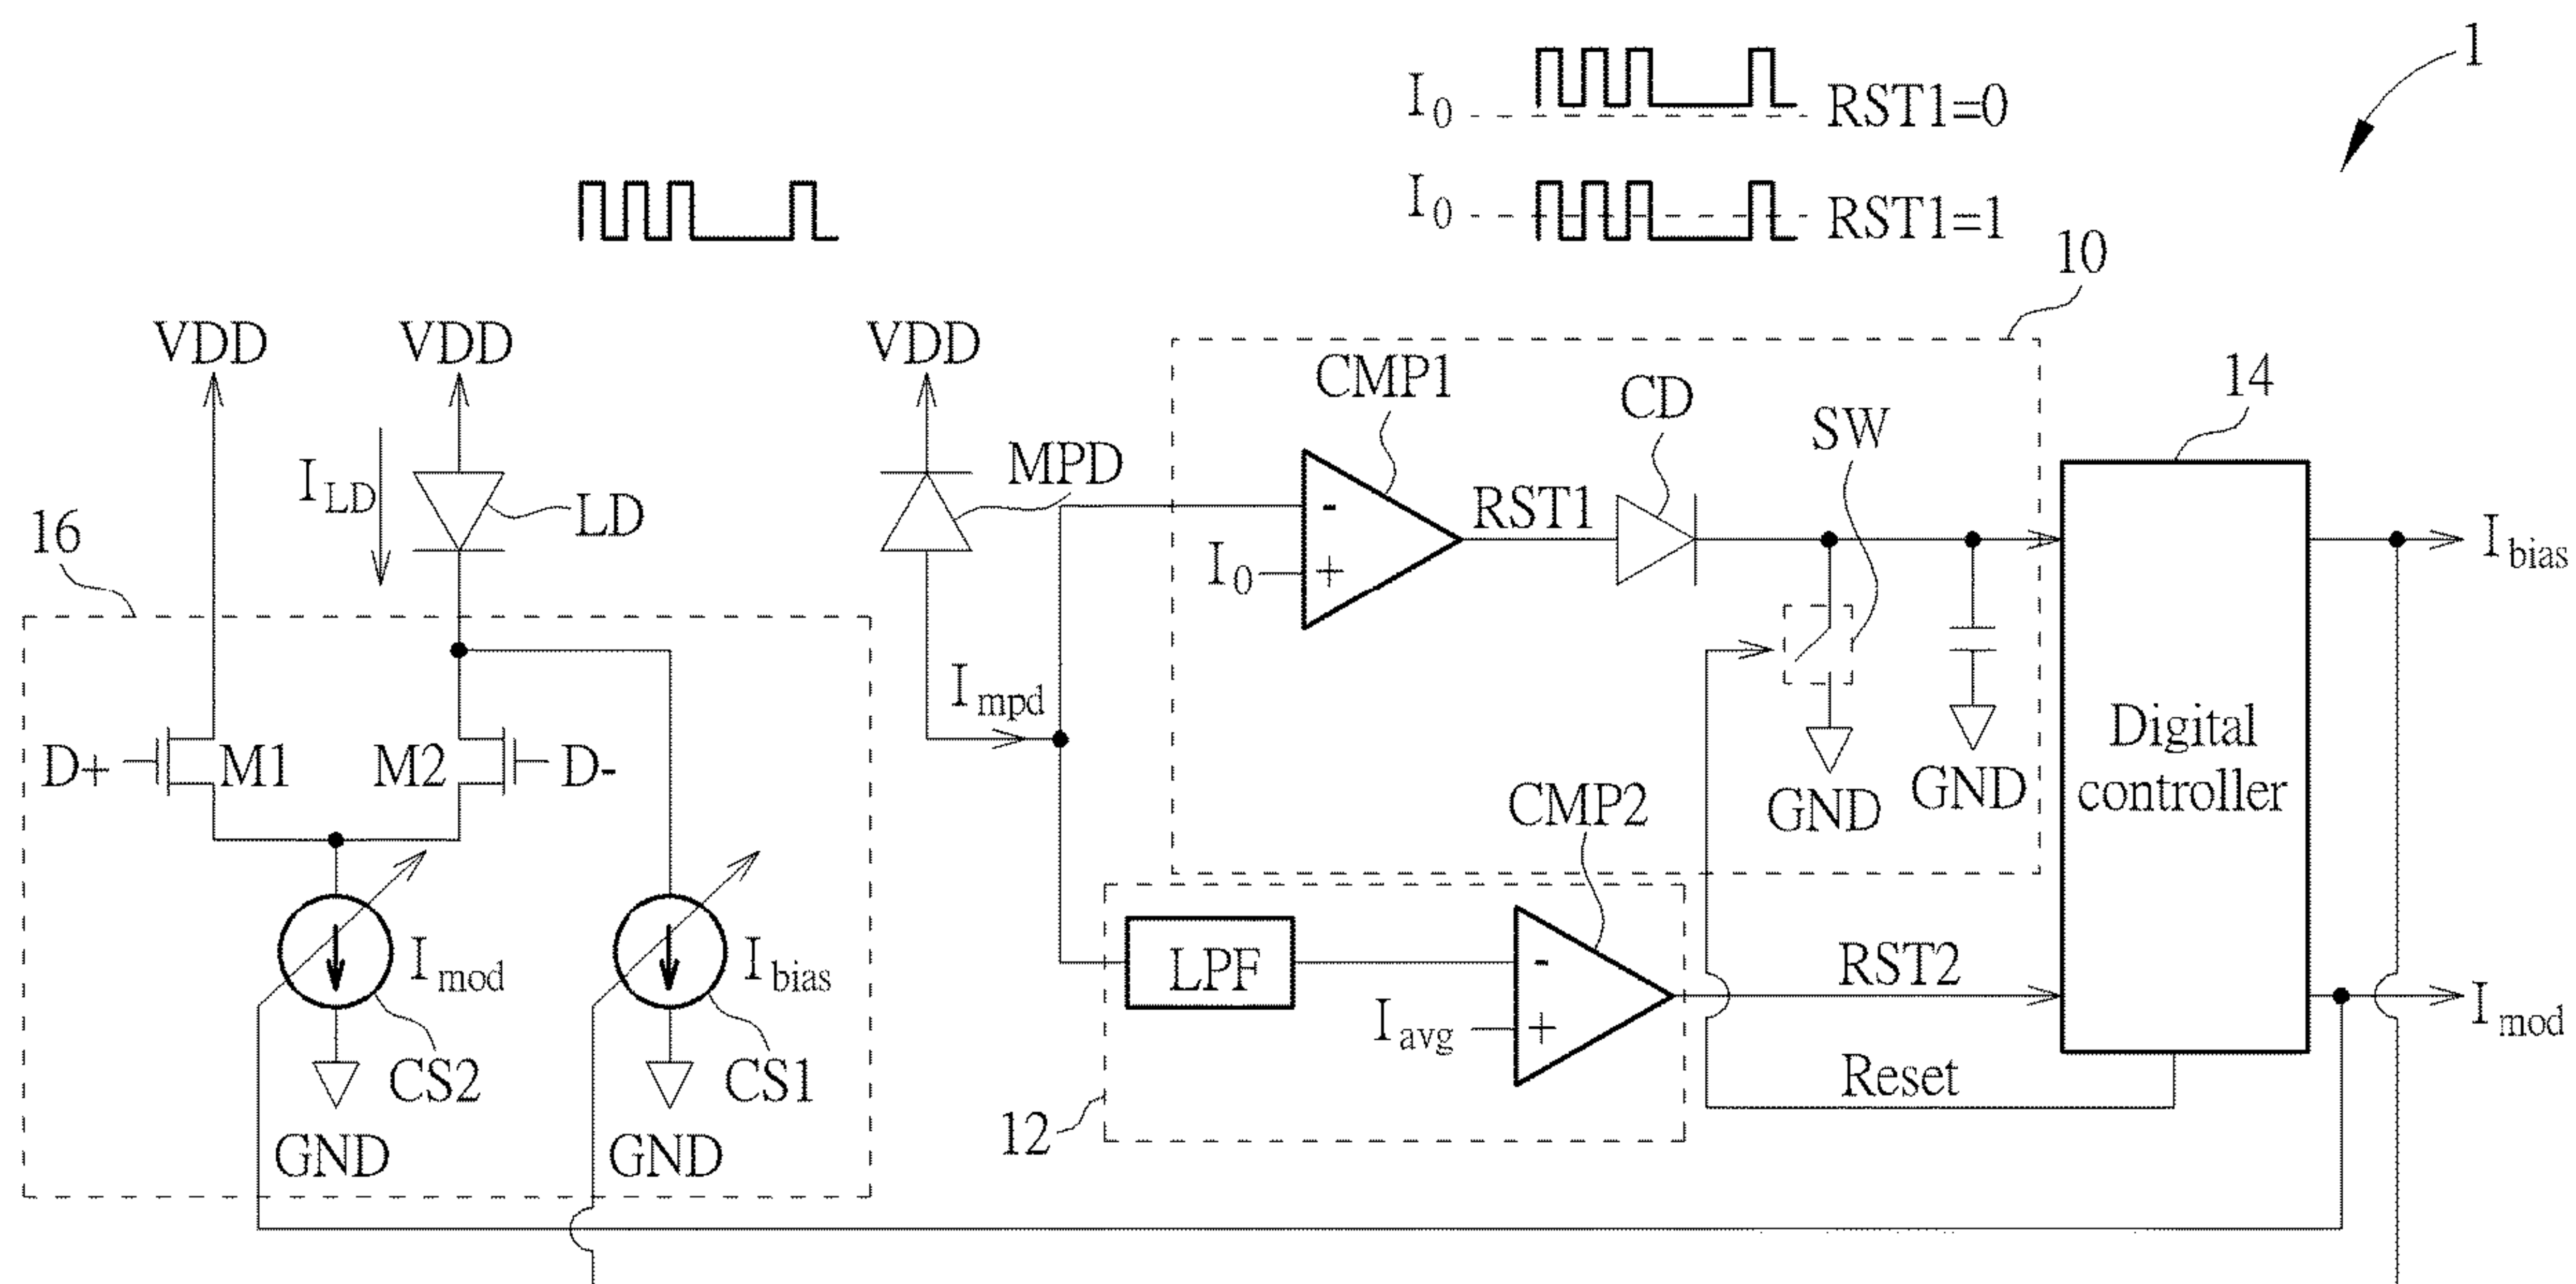 1
I0 RST1=0
I0 RST1=1
10
VDD
VDD
VDD
CMP1
CD
SW
14
ILD
LD
MPD
16
-
I0
+
RST1
Ibias
Impd
D+
M1
M2
D-
GND
GND
Digital
controller
CMP2
Imod
Ibias
LPF
-
Iavg
+
RST2
Imod
CS2
CS1
Reset
12
GND
GND